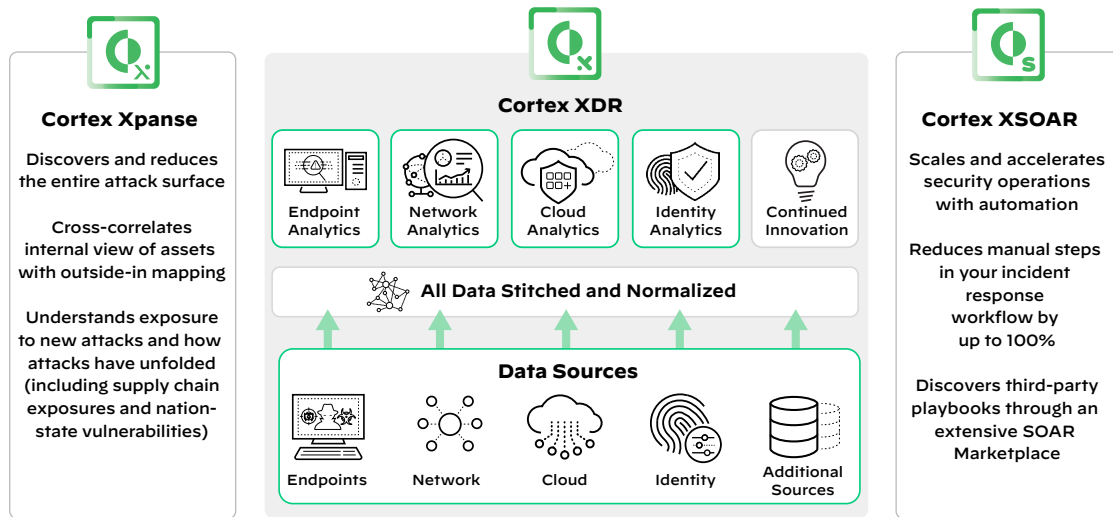 Cortex Xpanse
Discovers and reduces
the entire attack surface
Cross-correlates
internal view of assets
with outside-in mapping
Understands exposure
to new attacks and how
attacks have unfolded
(including supply chain
exposures and nation-
state vulnerabilities)
Cortex XDR
Endpoint
Analytics
Network
Analytics
Cloud
Analytics
Identity
Analytics
Continued
Innovation
All Data Stitched and Normalized
Data Sources
Endpoints
Network
Cloud
Identity
Additional
Sources
Cortex XSOAR
Scales and accelerates
security operations
with automation
Reduces manual steps
in your incident
response
workflow by
up to 100%
Discovers third-party
playbooks through an
extensive SOAR
Marketplace